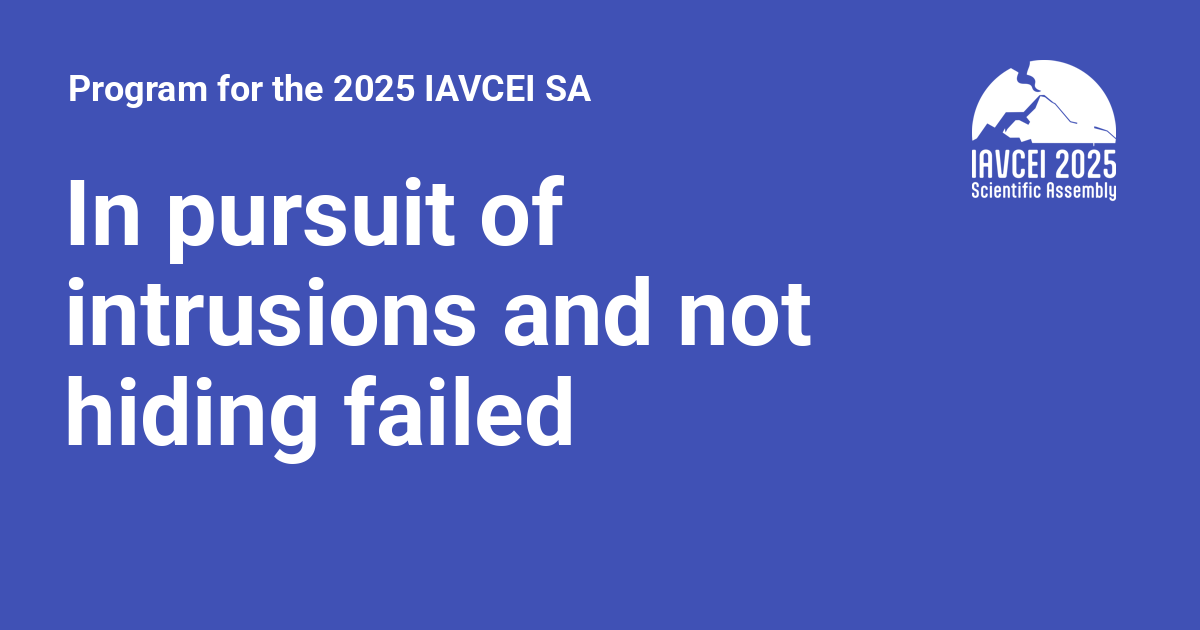 Program for the 2025 IAVCEI SA
IAVCEI 2025
Scientific Assembly
In pursuit of
intrusions and not
hiding failed